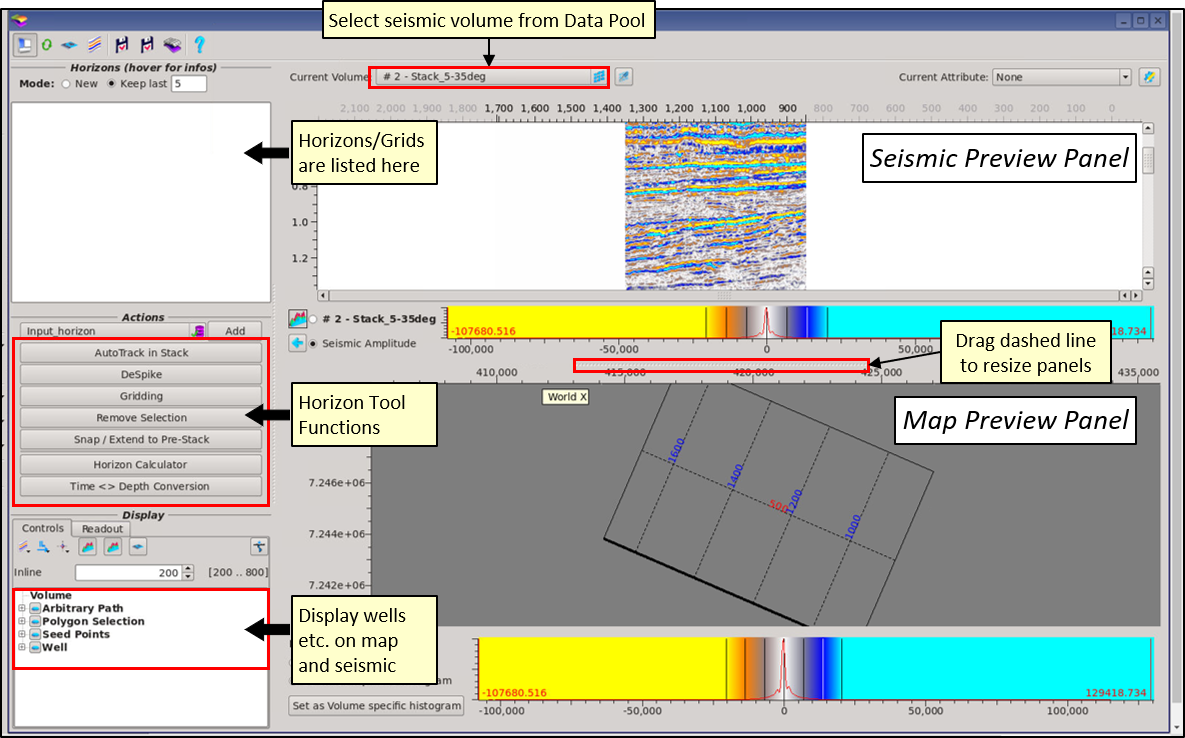 Select seismic volume from Data Pool
Horizons (hover for infos)
Mode: New Keep last 5
Current Volume # 2 - Stack_5-35deg
Current Attribute: None
2,100 2,000 1,900 1,800 1,700 1,600 1,500 1,400 1,300 1,200 1,100 1,000 900 800 700 600 500 400 300 200 100 0
Horizons/Grids
are listed here
Seismic Preview Panel
0.8
1.0
1.2
Actions
Input_horizon Add
AutoTrack in Stack
DeSpike
Gridding
Remove Selection
Snap / Extend to Pre-Stack
Horizon Calculator
Time <> Depth Conversion
Horizon Tool
Functions
# 2 - Stack_5-35deg
Seismic Amplitude
-107680.516
18.734
-100,000 -50,000 0 50,000
Drag dashed line
to resize panels
410,000 415,000 420,000 425,000 435,000
World X
Map Preview Panel
1600
1400
500
1200
1000
7.246e+06
7.244e+06
7.242e+06
Display
Controls Readout
Inline 200 [200 .. 800]
Volume
Arbitrary Path
Polygon Selection
Seed Points
Well
Display wells
etc. on map
and seismic
Set as Volume specific histogram
-107680.516
129418.734
-100,000 -50,000 0 50,000 100,000